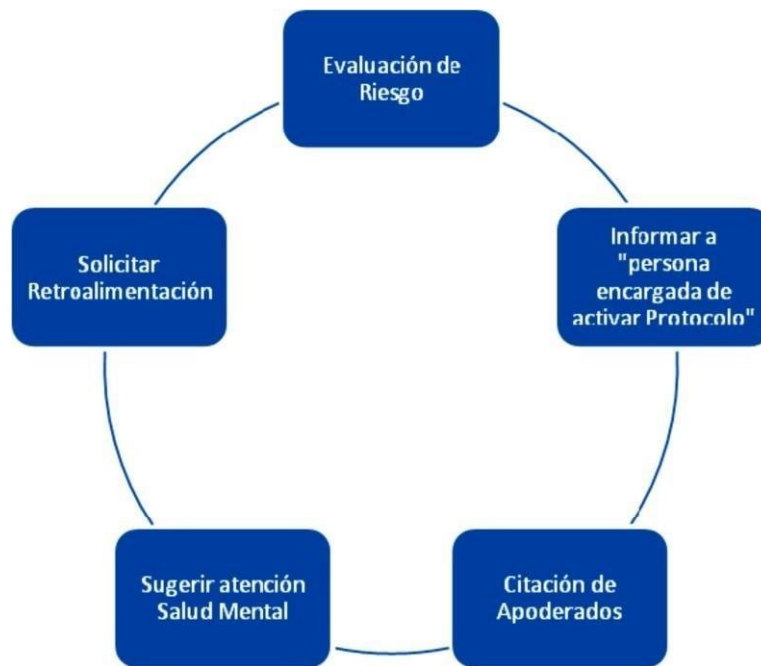 Evaluación de
Riesgo
Informar a
"persona
encargada de
activar Protocolo"
Citación de
Apoderados
Sugerir atención
Salud Mental
Solicitar
Retroalimentación